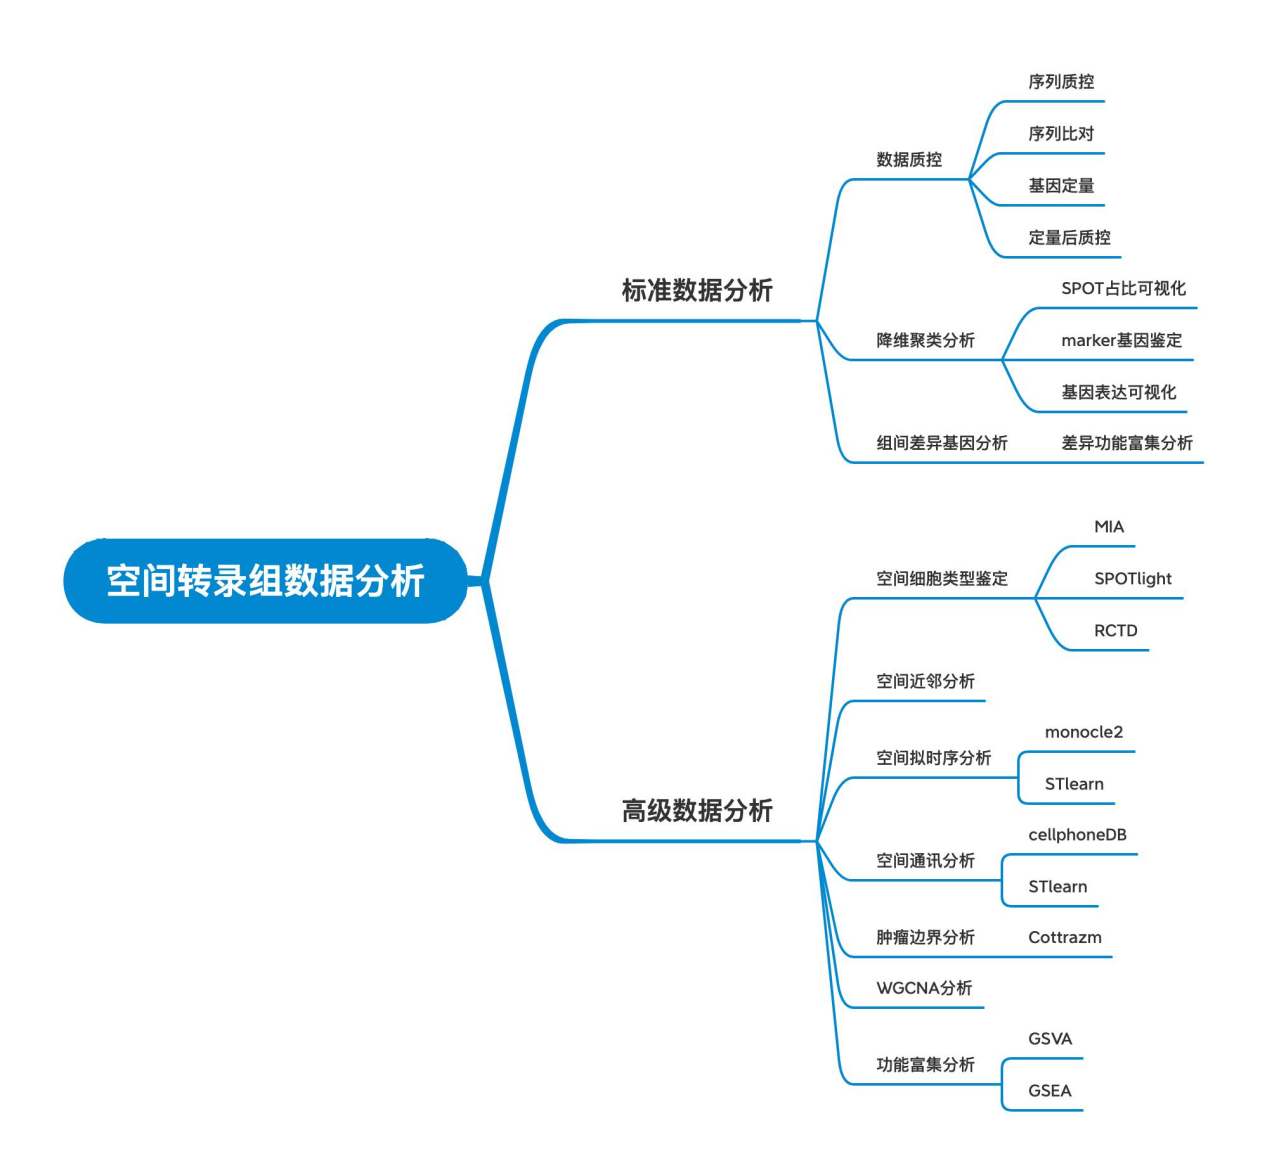 空间转录组数据分析
标准数据分析
数据质控
序列质控
序列比对
基因定量
定量后质控
降维聚类分析
SPOT占比可视化
marker基因鉴定
基因表达可视化
组间差异基因分析
差异功能富集分析
高级数据分析
空间细胞类型鉴定
MIA
SPOTlight
RCTD
空间近邻分析
空间拟时序分析
monocle2
STlearn
空间通讯分析
cellphoneDB
STlearn
肿瘤边界分析
Cottrazm
WGCNA分析
功能富集分析
GSVA
GSEA